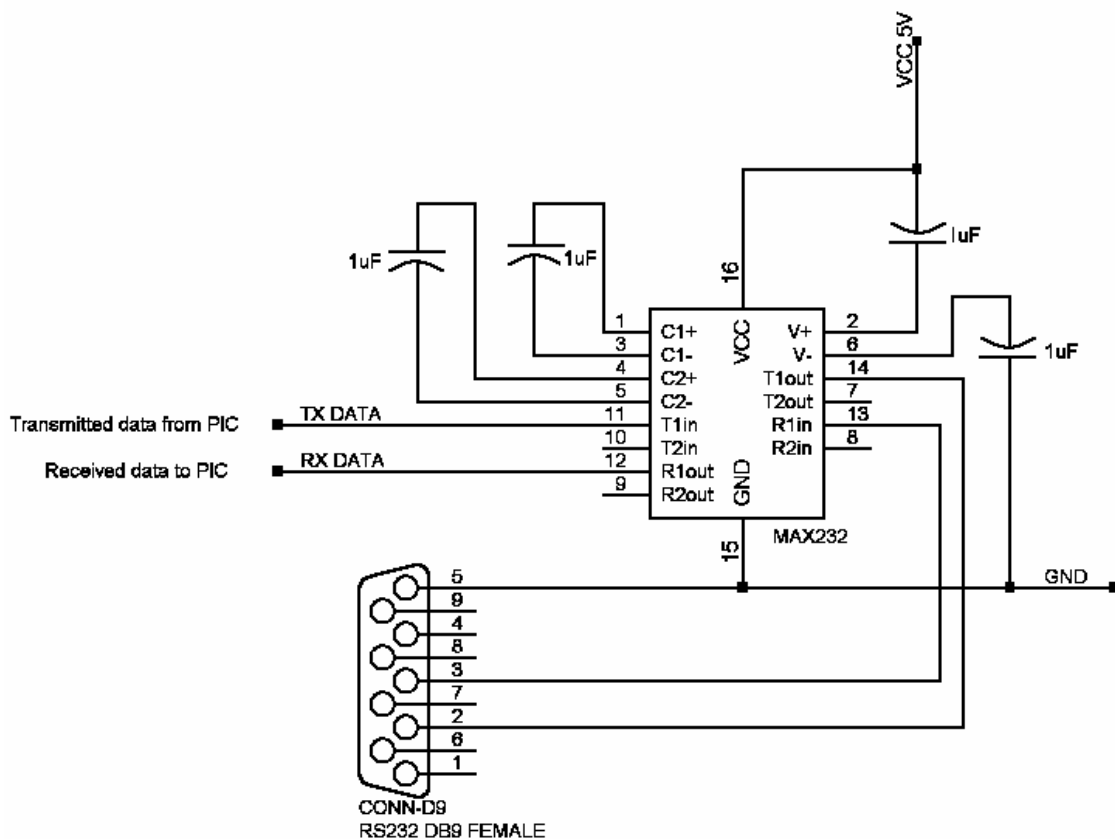 VCC 5V
1uF
1uF
1uF
1uF
16
1
3
4
5
11
10
12
9
C1+
C1-
C2+
C2-
T1in
T2in
R1out
R2out
VCC
GND
V+
V-
T1out
T2out
R1in
R2in
2
6
14
7
13
8
Transmitted data from PIC
TX DATA
Received data to PIC
RX DATA
MAX232
15
GND
5
9
4
8
3
7
2
6
1
CONN-D9
RS232 DB9 FEMALE